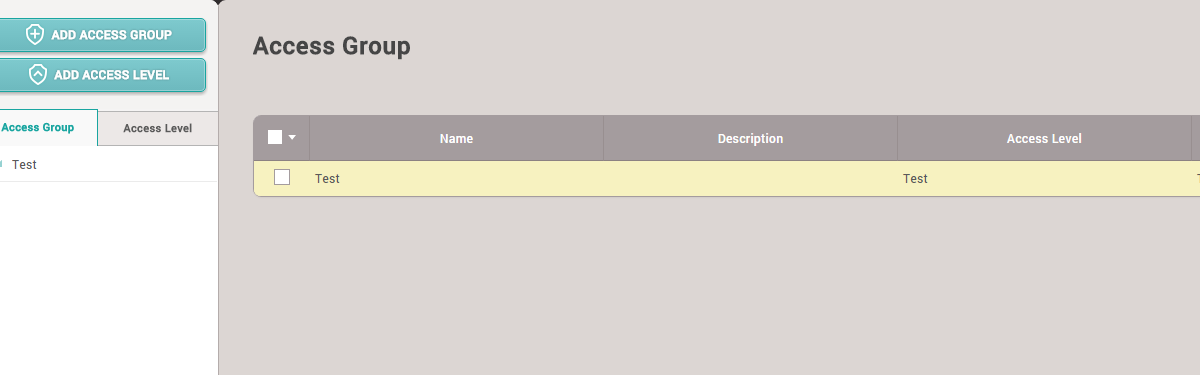 ADD ACCESS GROUP
ADD ACCESS LEVEL
Access Group
Access Level
Test
Access Group
Name
Description
Access Level
Test
Test